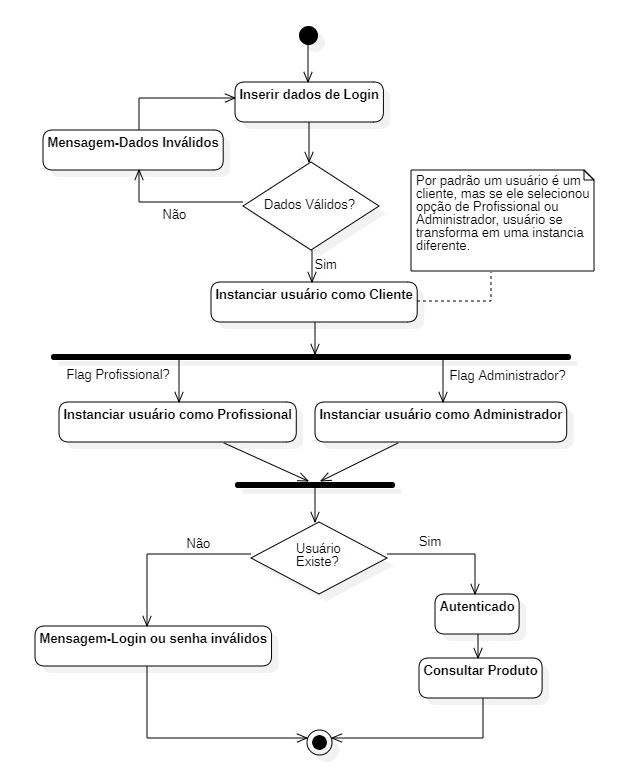 Inserir dados de Login
Mensagem-Dados Inválidos
Dados Válidos?
Não
Por padrão um usuário é um
cliente, mas se ele selecionou
opção de Profissional ou
Administrador, usuário se
transforma em uma instancia
diferente.
Sim
Instanciar usuário como Cliente
Flag Profissional?
Flag Administrador?
Instanciar usuário como Profissional
Instanciar usuário como Administrador
Usuário
Existe?
Não
Sim
Autenticado
Mensagem-Login ou senha inválidos
Consultar Produto